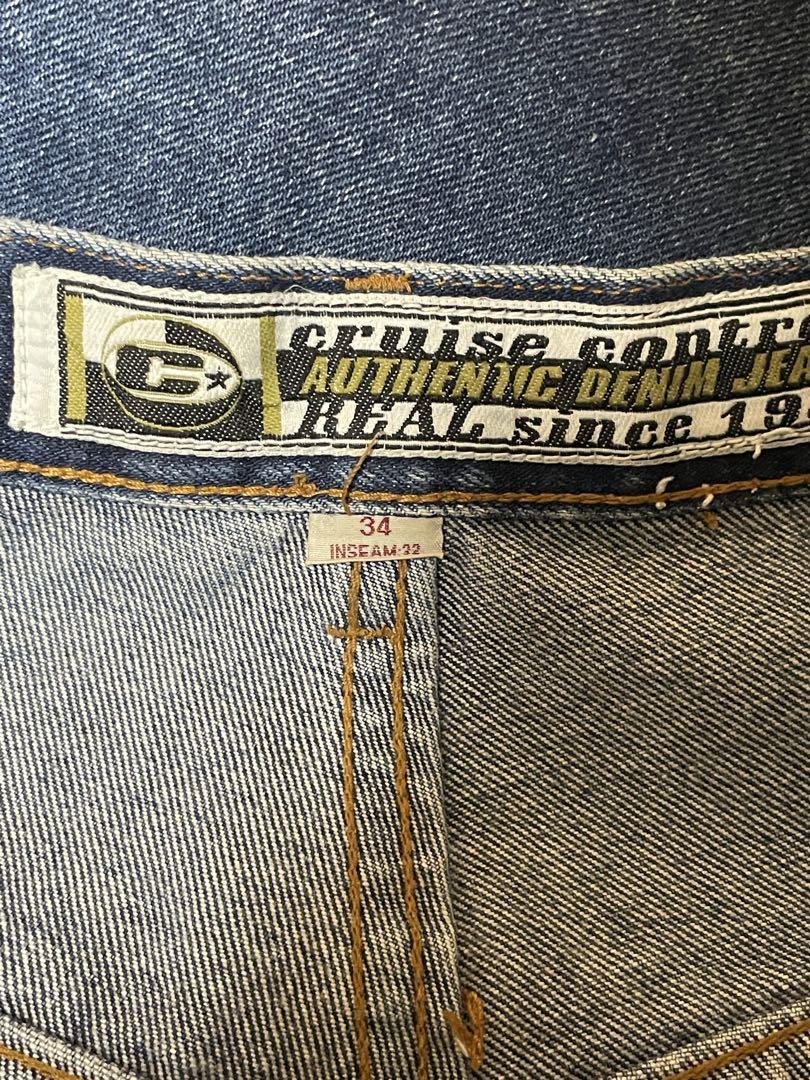 C
cruise contr
AUTHENTIC DENIM JEA
REAL since 19
34
INSEAM:32